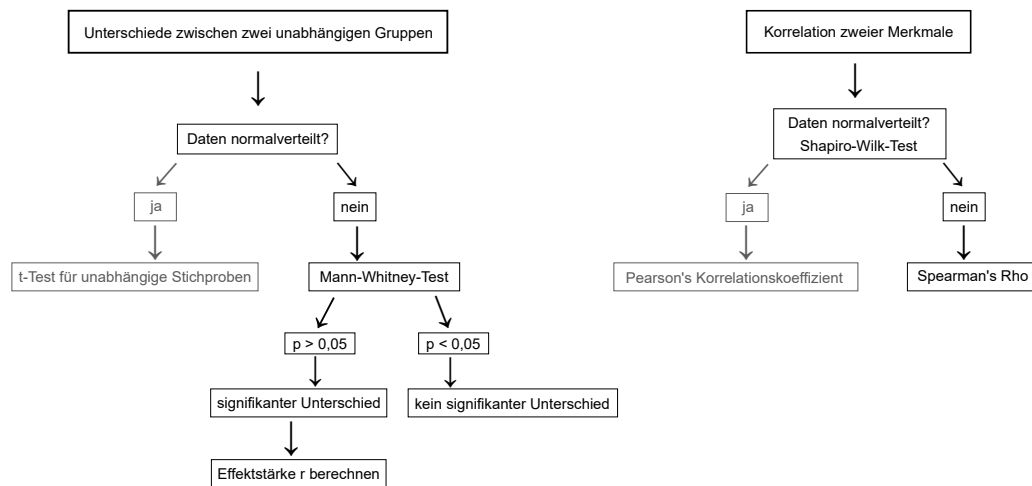 Unterschiede zwischen zwei unabhängigen Gruppen
Daten normalverteilt?
ja
nein
t-Test für unabhängige Stichproben
Mann-Whitney-Test
p > 0,05
p < 0,05
signifikanter Unterschied
kein signifikanter Unterschied
Effektstärke r berechnen
Korrelation zweier Merkmale
Daten normalverteilt?
Shapiro-Wilk-Test
ja
nein
Pearson's Korrelationskoeffizient
Spearman's Rho